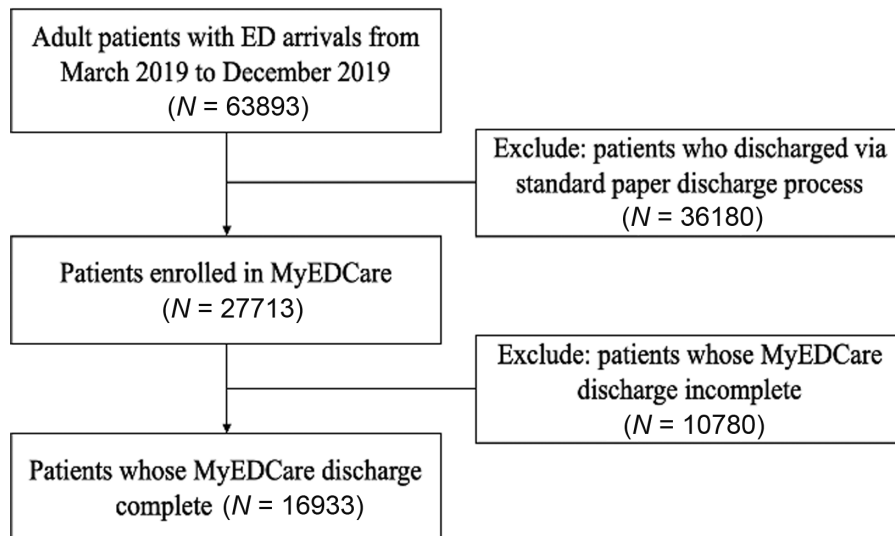 Adult patients with ED arrivals from
March 2019 to December 2019
(N = 63893)
Exclude: patients who discharged via
standard paper discharge process
(N = 36180)
Patients enrolled in MyEDCare
(N = 27713)
Exclude: patients whose MyEDCare
discharge incomplete
(N = 10780)
Patients whose MyEDCare discharge
complete (N = 16933)